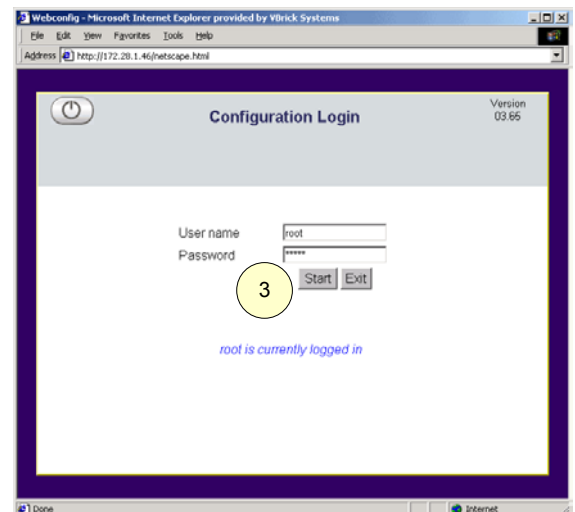 Webconfig - Microsoft Internet Explorer provided by VBrick Systems
File Edit View Favorites Tools Help
Address http://172.28.1.46/netscape.html
Configuration Login
Version
03.66
User name root
Password *****
3
Start Exit
root is currently logged in
Done Internet